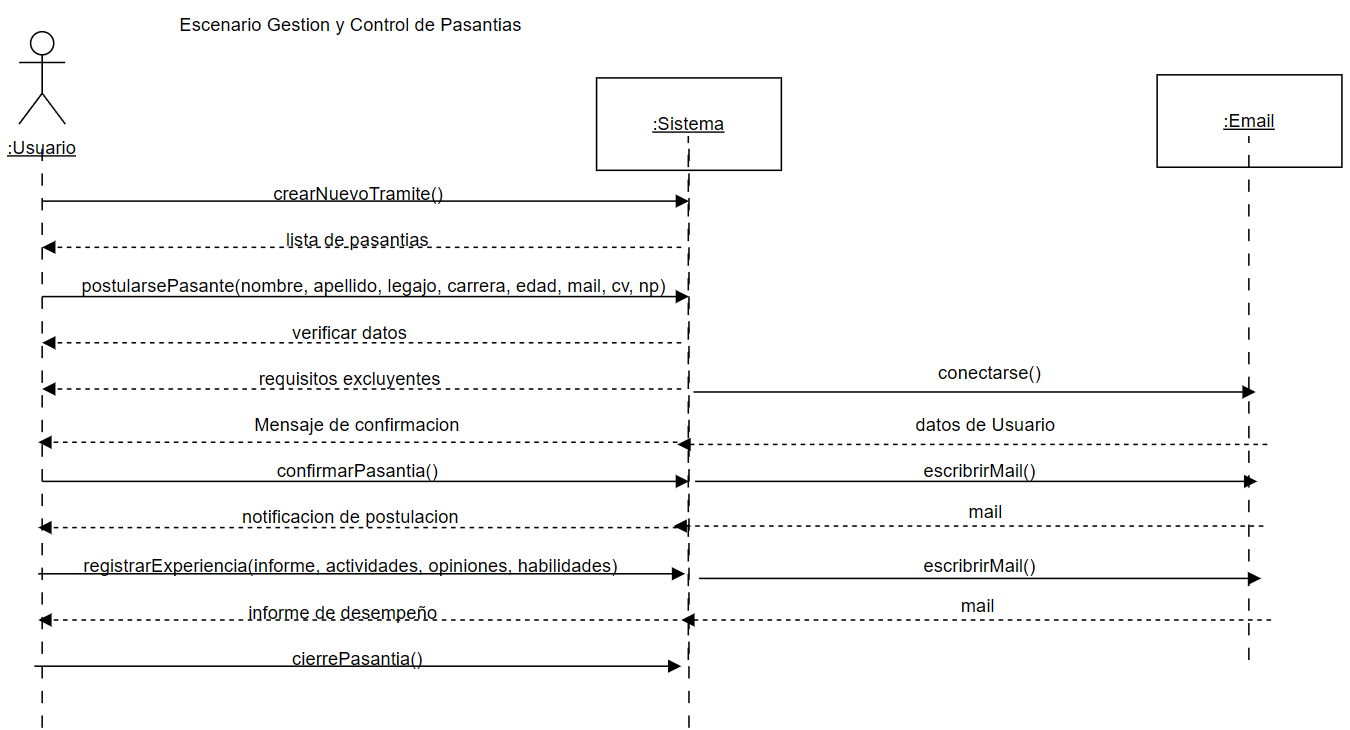 Escenario Gestion y Control de Pasantias
:Usuario
:Sistema
:Email
crearNuevoTramite()
lista de pasantias
postularsePasante(nombre, apellido, legajo, carrera, edad, mail, cv, np)
verificar datos
requisitos excluyentes
conectarse()
Mensaje de confirmacion
datos de Usuario
confirmarPasantia()
escribrirMail()
notificacion de postulacion
mail
registrarExperiencia(informe, actividades, opiniones, habilidades)
escribrirMail()
informe de desempeño
mail
cierrePasantia()